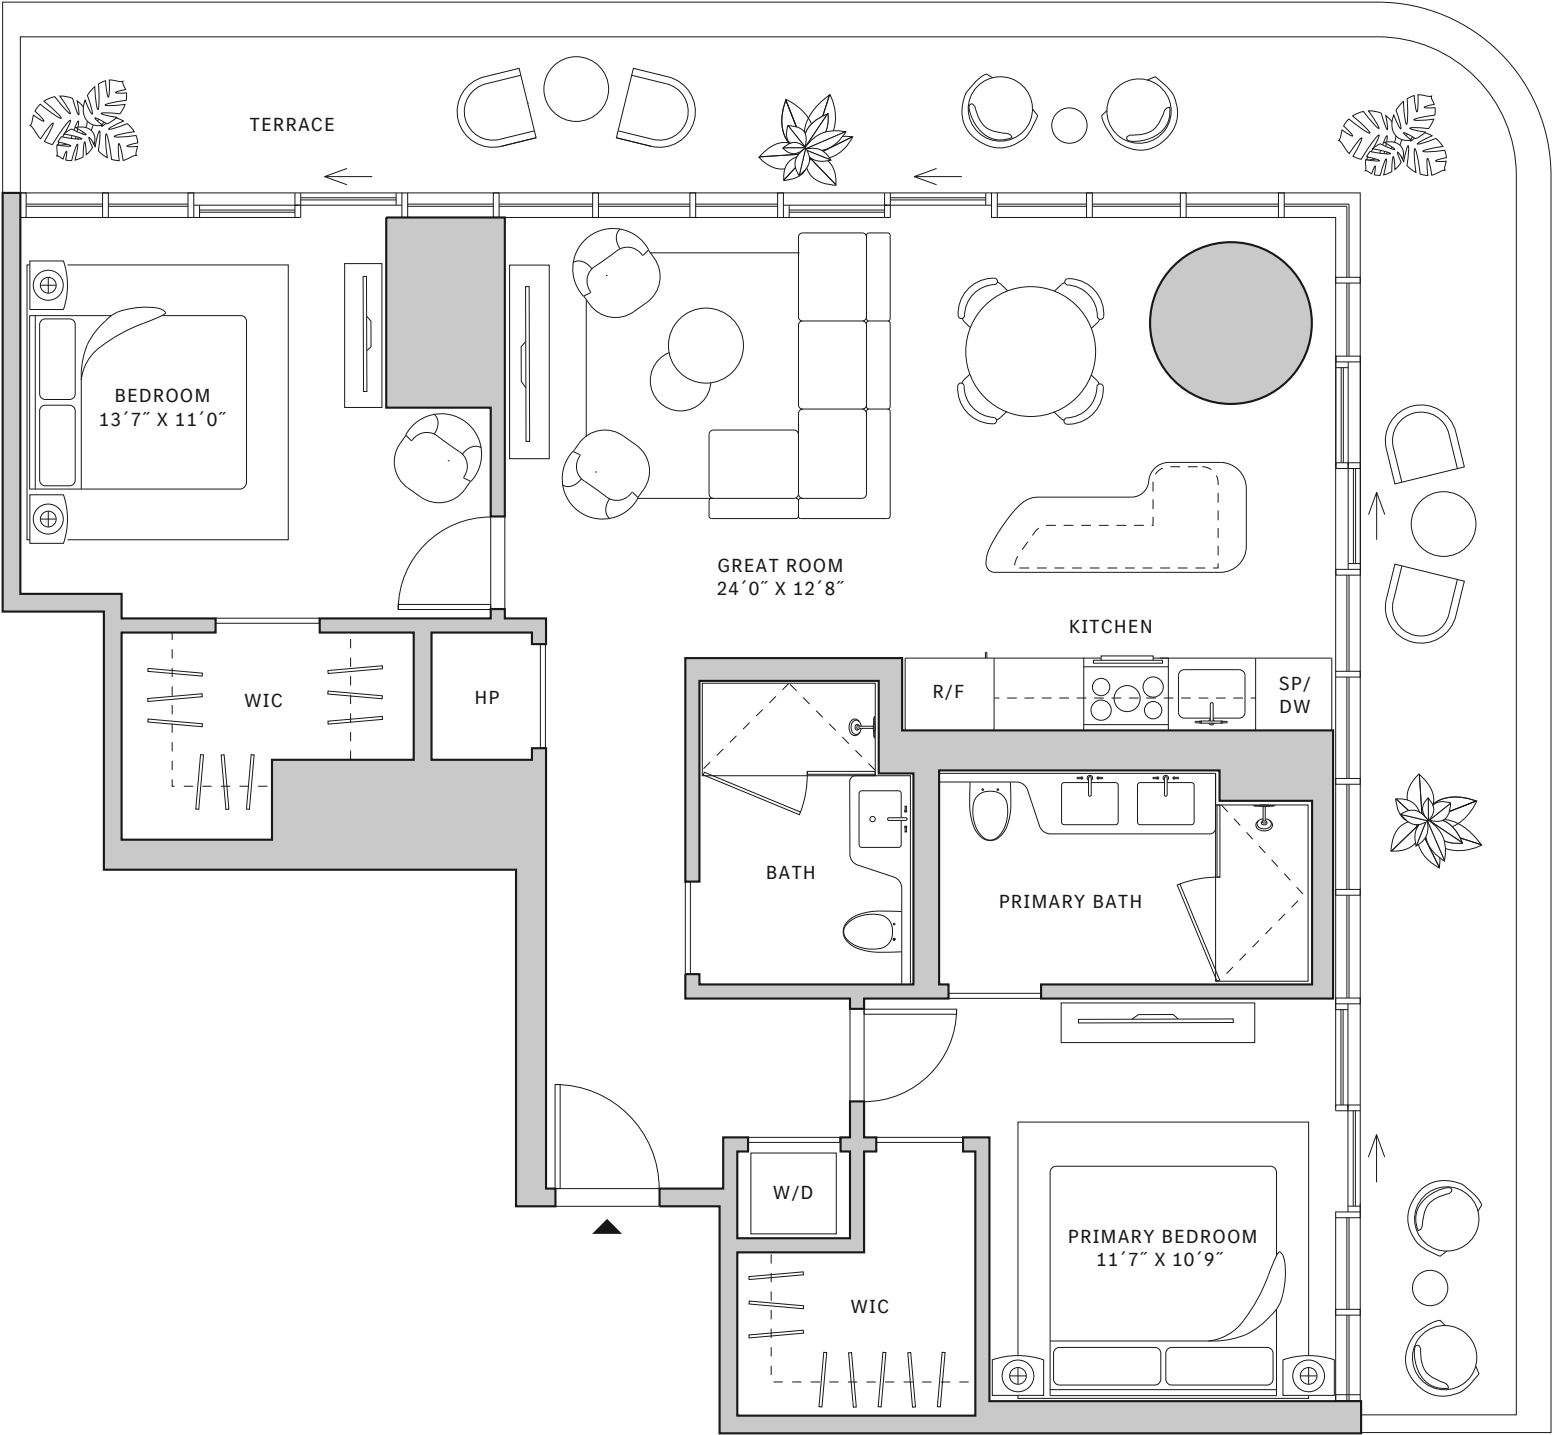 TERRACE
BEDROOM
13´7˝ X 11´0˝
GREAT ROOM
24´0˝ X 12´8˝
KITCHEN
R/F
SP/
DW
WIC
HP
BATH
PRIMARY BATH
W/D
PRIMARY BEDROOM
11´7˝ X 10´9˝
WIC